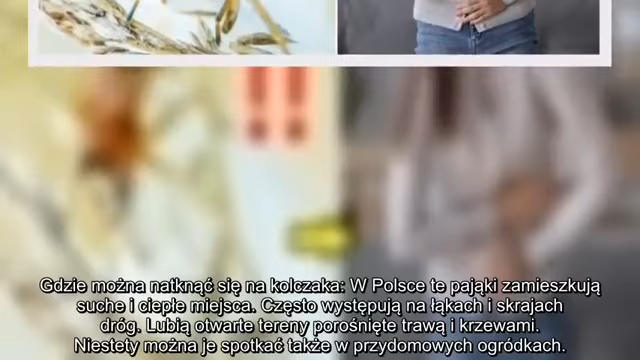 Gdzie można natknąć się na kolczaka: W Polsce te pająki zamieszkują
suche i ciepłe miejsca. Często występują na łąkach i skrajach
dróg. Lubią otwarte tereny porośnięte trawą i krzewami.
Niestety można je spotkać także w przydomowych ogródkach.